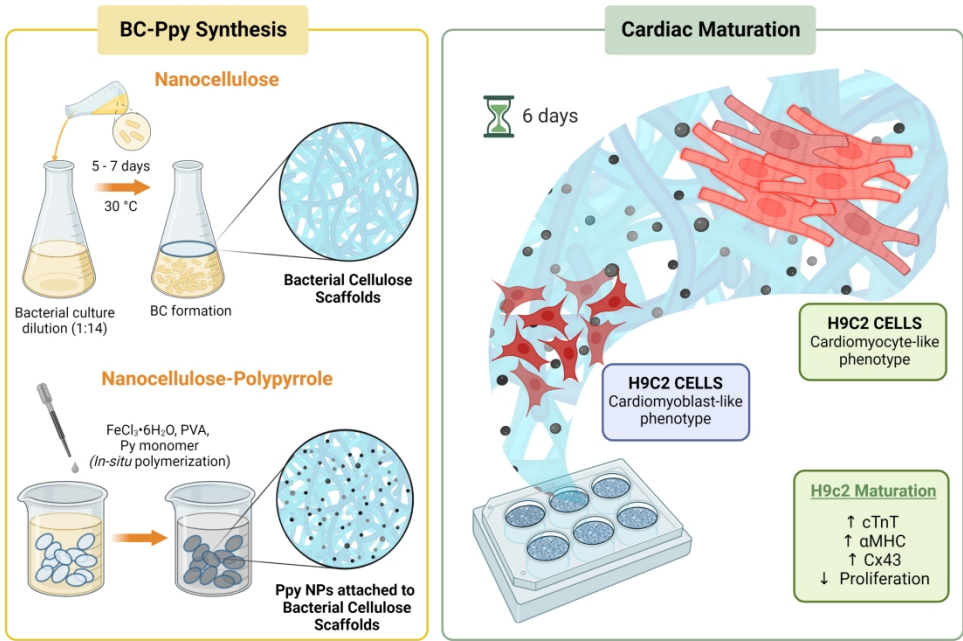 BC-Ppy Synthesis
Nanocellulose
5 - 7 days
30 °C
Bacterial culture
dilution (1:14)
BC formation
Bacterial Cellulose
Scaffolds
Nanocellulose-Polypyrrole
FeCl₃•6H₂O, PVA,
Py monomer
(In-situ polymerization)
Ppy NPs attached to
Bacterial Cellulose
Scaffolds
Cardiac Maturation
6 days
H9C2 CELLS
Cardiomyocyte-like
phenotype
H9C2 CELLS
Cardiomyoblast-like
phenotype
H9c2 Maturation
↑ cTnT
↑ αMHC
↑ Cx43
↓ Proliferation